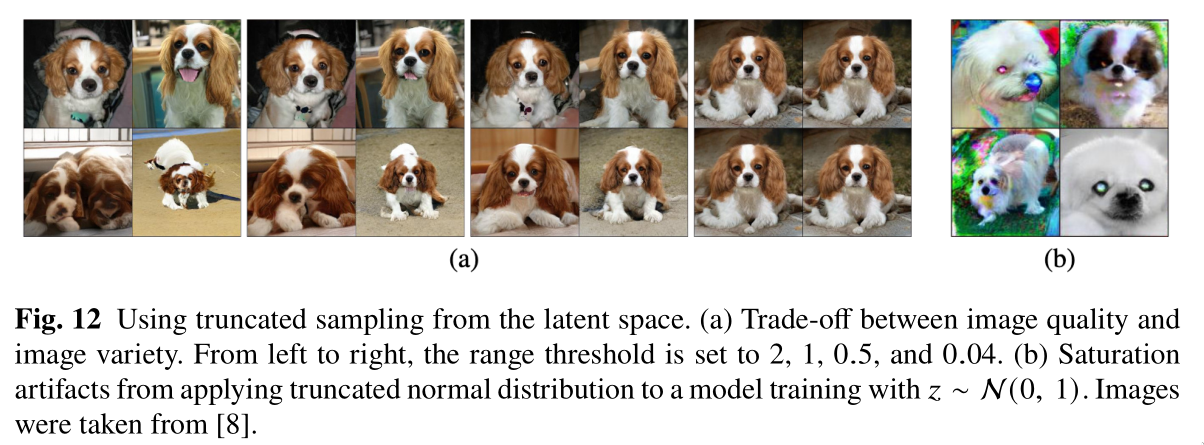 (a)
(b)
Fig. 12 Using truncated sampling from the latent space. (a) Trade-off between image quality and
image variety. From left to right, the range threshold is set to 2, 1, 0.5, and 0.04. (b) Saturation
artifacts from applying truncated normal distribution to a model training with z ∼ 𝒩(0, 1). Images
were taken from [8].